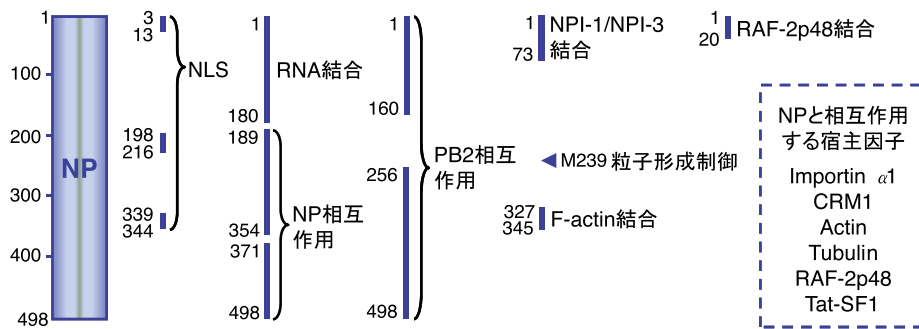 1
100
200
300
400
498
NP
3
13
198
216
339
344
NLS
1
180
RNA結合
189
354
371
498
NP相互
作用
1
160
256
498
PB2相互
作用
1
73
NPI-1/NPI-3
結合
M239 粒子形成制御
327
345
F-actin結合
1
20
RAF-2p48結合
NPと相互作用
する宿主因子
Importin α1
CRM1
Actin
Tubulin
RAF-2p48
Tat-SF1